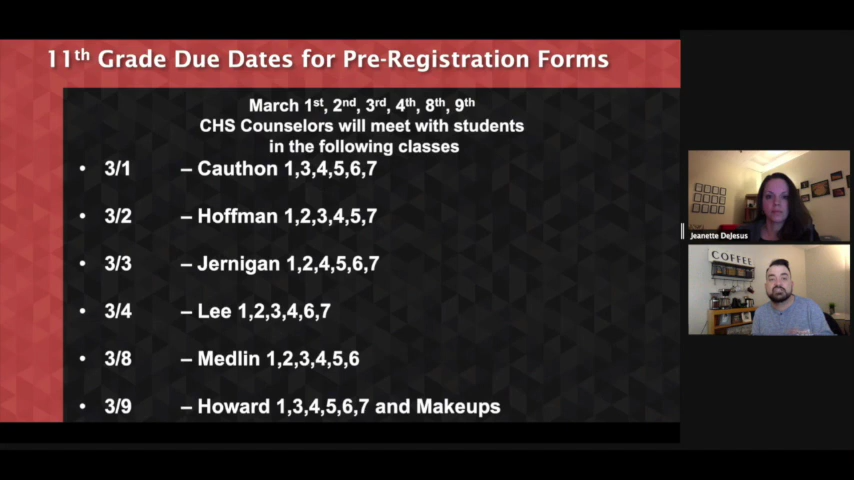 11th Grade Due Dates for Pre-Registration Forms
March 1st, 2nd, 3rd, 4th, 8th, 9th
CHS Counselors will meet with students
in the following classes
• 3/1 – Cauthon 1,3,4,5,6,7
• 3/2 – Hoffman 1,2,3,4,5,7
• 3/3 – Jernigan 1,2,4,5,6,7
• 3/4 – Lee 1,2,3,4,6,7
• 3/8 – Medlin 1,2,3,4,5,6
• 3/9 – Howard 1,3,4,5,6,7 and Makeups
Jeanette DeJesus
COFFEE